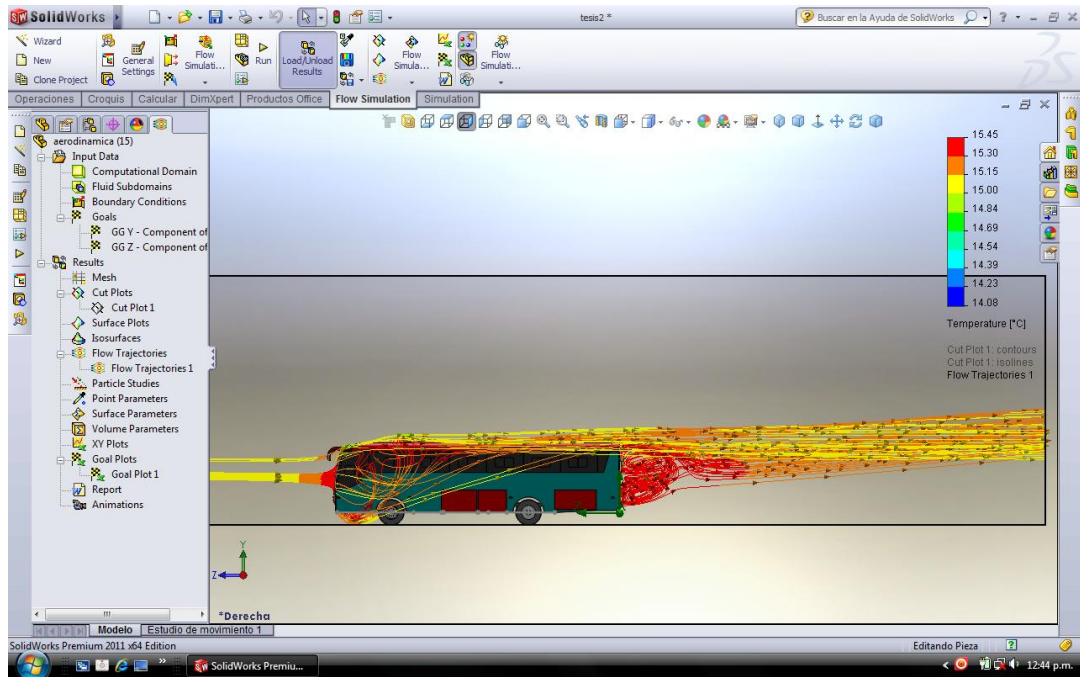 SolidWorks
tesis2 *
Buscar en la Ayuda de SolidWorks
Wizard
New
Clone Project
General Settings
Flow Simulati...
Run
Load/Unload Results
Flow Simula...
Flow Simulati...
Operaciones Croquis Calcular DimXpert Productos Office Flow Simulation Simulation
aerodinamica (15)
Input Data
Computational Domain
Fluid Subdomains
Boundary Conditions
Goals
GG Y - Component of
GG Z - Component of
Results
Mesh
Cut Plots
Cut Plot 1
Surface Plots
Isosurfaces
Flow Trajectories
Flow Trajectories 1
Particle Studies
Point Parameters
Surface Parameters
Volume Parameters
XY Plots
Goal Plots
Goal Plot 1
Report
Animations
15.45
15.30
15.15
15.00
14.84
14.69
14.54
14.39
14.23
14.08
Temperature [°C]
Cut Plot 1: contours
Cut Plot 1: isolines
Flow Trajectories 1
Y
Z
*Derecha
Modelo Estudio de movimiento 1
SolidWorks Premium 2011 x64 Edition
Editando Pieza
SolidWorks Premiu...
12:44 p.m.